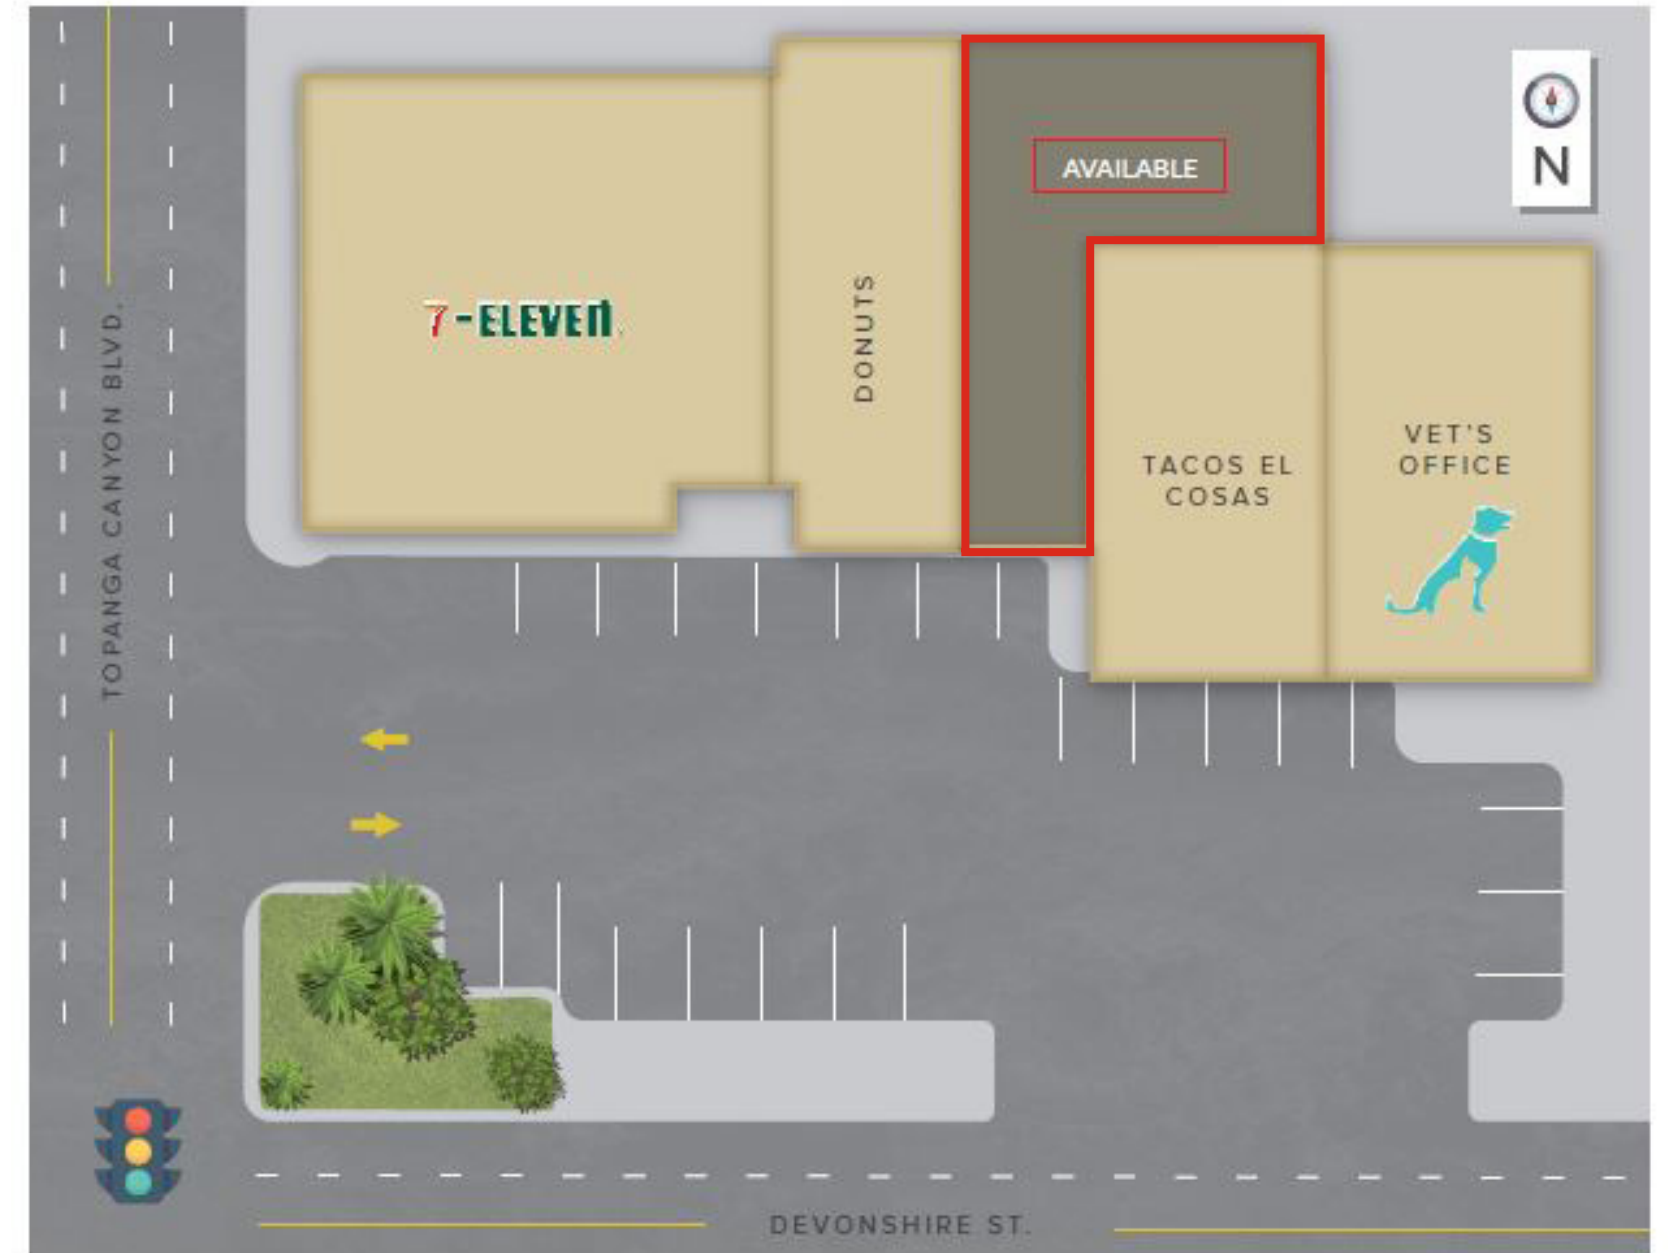 AVAILABLE
N
7-ELEVEn
DONUTS
TOPANGA CANYON BLVD.
VET'S
OFFICE
TACOS EL
COSAS
DEVONSHIRE ST.